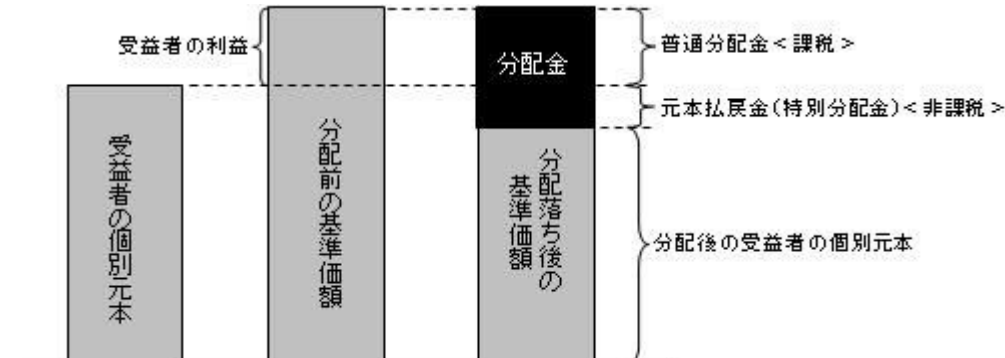 受益者の利益
分配金
普通分配金<課税>
元本払戻金(特別分配金)<非課税>
受益者の個別元本
分配前の基準価額
分配落ち後の
基準価額
分配後の受益者の個別元本